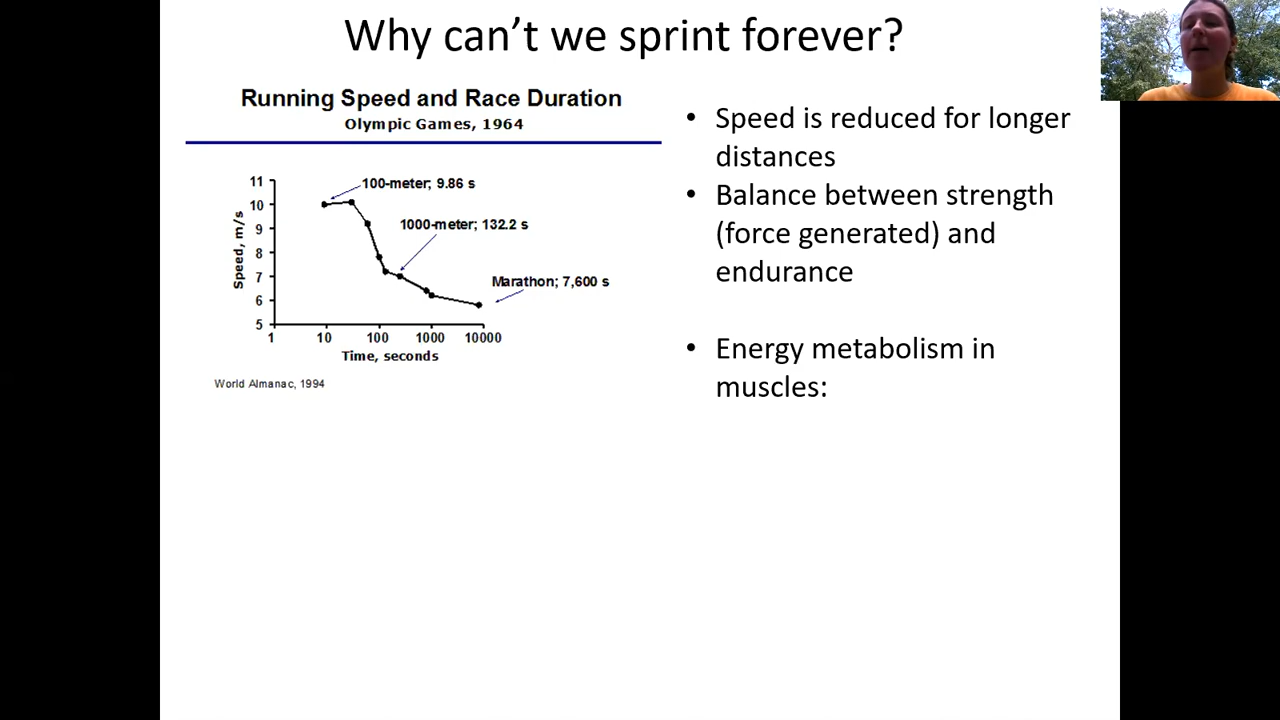 Why can't we sprint forever?
Running Speed and Race Duration
Olympic Games, 1964
11
10
9
8
7
6
5
Speed, m/s
100-meter; 9.86 s
1000-meter; 132.2 s
Marathon; 7,600 s
1 10 100 1000 10000
Time, seconds
World Almanac, 1994
• Speed is reduced for longer
distances
• Balance between strength
(force generated) and
endurance
• Energy metabolism in
muscles: